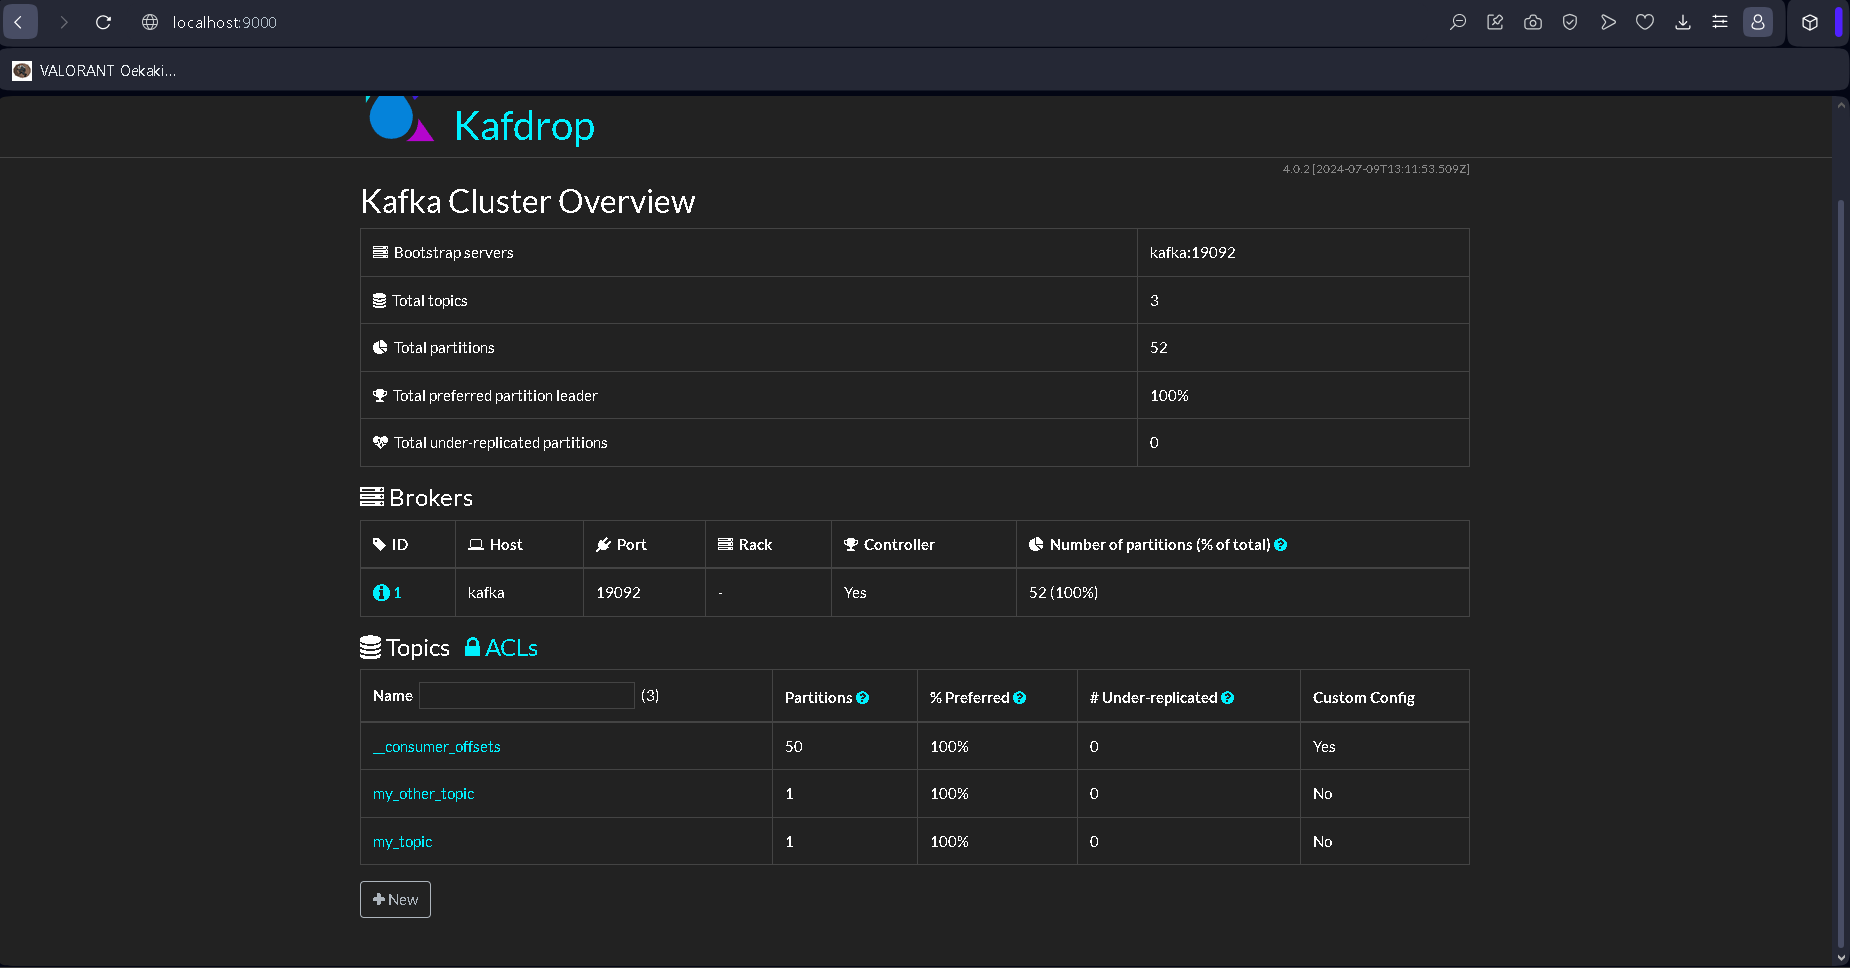 localhost:9000
VALORANT Oekaki...
Kafdrop
4.0.2 [2024-07-09T13:11:53.509Z]
Kafka Cluster Overview
Bootstrap servers kafka:19092
Total topics 3
Total partitions 52
Total preferred partition leader 100%
Total under-replicated partitions 0
Brokers
ID Host Port Rack Controller Number of partitions (% of total)
1 kafka 19092 - Yes 52 (100%)
Topics ACLs
Name (3) Partitions % Preferred # Under-replicated Custom Config
__consumer_offsets 50 100% 0 Yes
my_other_topic 1 100% 0 No
my_topic 1 100% 0 No
New